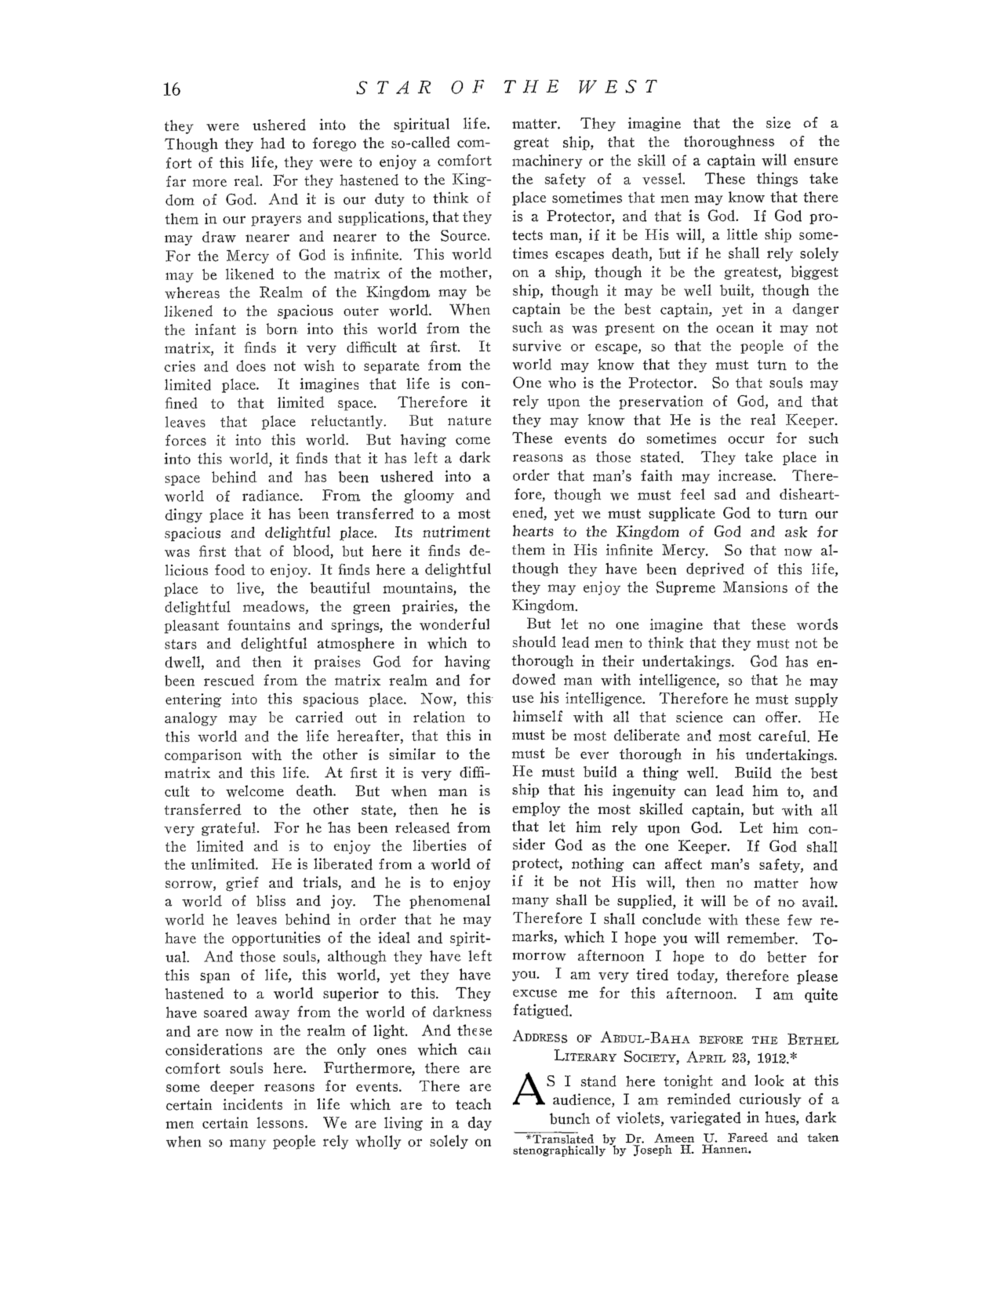 16
STAR OF THE WEST
they were ushered into the spiritual life.
Though they had to forego the so-called com-
fort of this life, they were to enjoy a comfort
far more real. For they hastened to the King-
dom of God. And it is our duty to think of
them in our prayers and supplications, that they
may draw nearer and nearer to the Source.
For the Mercy of God is infinite. This world
may be likened to the matrix of the mother,
whereas the Realm of the Kingdom may be
likened to the spacious outer world. When
the infant is born into this world from the
matrix, it finds it very difficult at first. It
cries and does not wish to separate from the
limited place. It imagines that life is con-
fined to that limited space. Therefore it
leaves that place reluctantly. But nature
forces it into this world. But having come
into this world, it finds that it has left a dark
space behind and has been ushered into a
world of radiance. From the gloomy and
dingy place it has been transferred to a most
spacious and delightful place. Its nutriment
was first that of blood, but here it finds de-
licious food to enjoy. It finds here a delightful
place to live, the beautiful mountains, the
delightful meadows, the green prairies, the
pleasant fountains and springs, the wonderful
stars and delightful atmosphere in which to
dwell, and then it praises God for having
been rescued from the matrix realm and for
entering into this spacious place. Now, this
analogy may be carried out in relation to
this world and the life hereafter, that this in
comparison with the other is similar to the
matrix and this life. At first it is very diffi-
cult to welcome death. But when man is
transferred to the other state, then he is
very grateful. For he has been released from
the limited and is to enjoy the liberties of
the unlimited. He is liberated from a world of
sorrow, grief and trials, and he is to enjoy
a world of bliss and joy. The phenomenal
world he leaves behind in order that he may
have the opportunities of the ideal and spirit-
ual. And those souls, although they have left
this span of life, this world, yet they have
hastened to a world superior to this. They
have soared away from the world of darkness
and are now in the realm of light. And these
considerations are the only ones which can
comfort souls here. Furthermore, there are
some deeper reasons for events. There are
certain incidents in life which are to teach
men certain lessons. We are living in a day
when so many people rely wholly or solely on
matter. They imagine that the size of a
great ship, that the thoroughness of the
machinery or the skill of a captain will ensure
the safety of a vessel. These things take
place sometimes that men may know that there
is a Protector, and that is God. If God pro-
tects man, if it be His will, a little ship some-
times escapes death, but if he shall rely solely
on a ship, though it be the greatest, biggest
ship, though it may be well built, though the
captain be the best captain, yet in a danger
such as was present on the ocean it may not
survive or escape, so that the people of the
world may know that they must turn to the
One who is the Protector. So that souls may
rely upon the preservation of God, and that
they may know that He is the real Keeper.
These events do sometimes occur for such
reasons as those stated. They take place in
order that man's faith may increase. There-
fore, though we must feel sad and disheart-
ened, yet we must supplicate God to turn our
hearts to the Kingdom of God and ask for
them in His infinite Mercy. So that now al-
though they have been deprived of this life,
they may enjoy the Supreme Mansions of the
Kingdom.
But let no one imagine that these words
should lead men to think that they must not be
thorough in their undertakings. God has en-
dowed man with intelligence, so that he may
use his intelligence. Therefore he must supply
himself with all that science can offer. He
must be most deliberate and most careful. He
must be ever thorough in his undertakings.
He must build a thing well. Build the best
ship that his ingenuity can lead him to, and
employ the most skilled captain, but with all
that let him rely upon God. Let him con-
sider God as the one Keeper. If God shall
protect, nothing can affect man's safety, and
if it be not His will, then no matter how
many shall be supplied, it will be of no avail.
Therefore I shall conclude with these few re-
marks, which I hope you will remember. To-
morrow afternoon I hope to do better for
you. I am very tired today, therefore please
excuse me for this afternoon. I am quite
fatigued.
ADDRESS OF ABDUL-BAHA BEFORE THE BETHEL
LITERARY SOCIETY, APRIL 23, 1912.*
AS I stand here tonight and look at this
audience, I am reminded curiously of a
bunch of violets, variegated in hues, dark
*Translated by Dr. Ameen U. Fareed and taken
stenographically by Joseph H. Hannen.